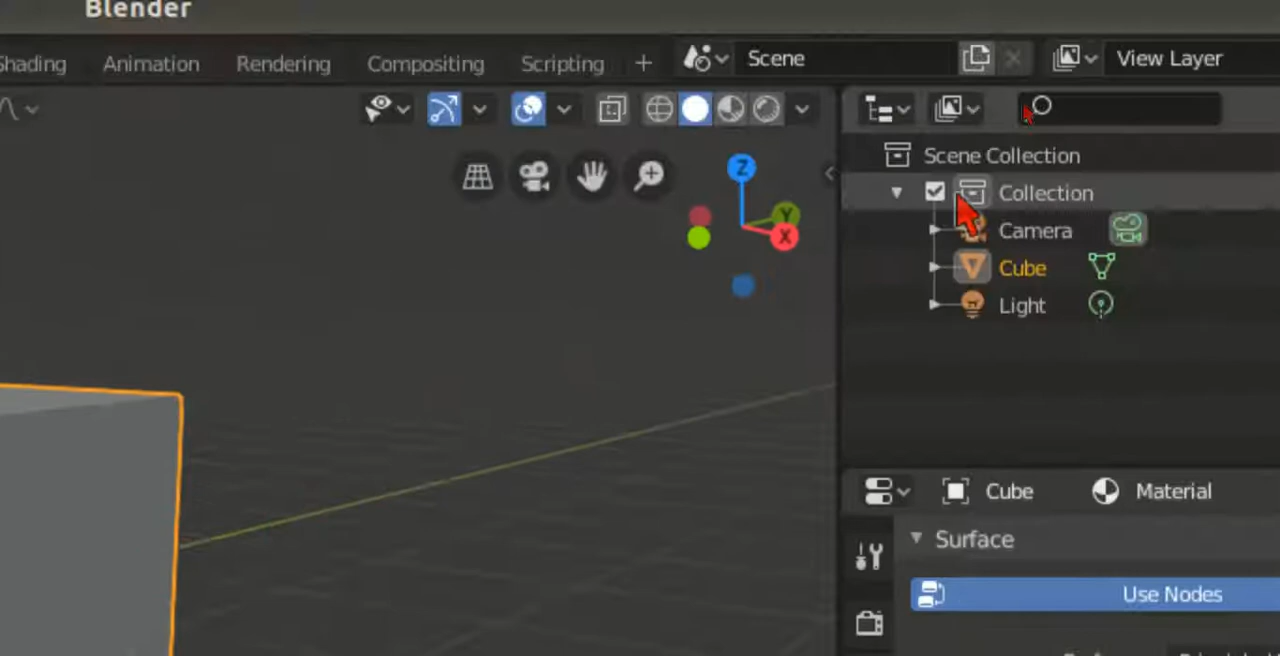 Blender
Shading Animation Rendering Compositing Scripting + Scene View Layer
Scene Collection
Collection
Camera
Cube
Light
Z
Y
X
Cube Material
Surface
Use Nodes